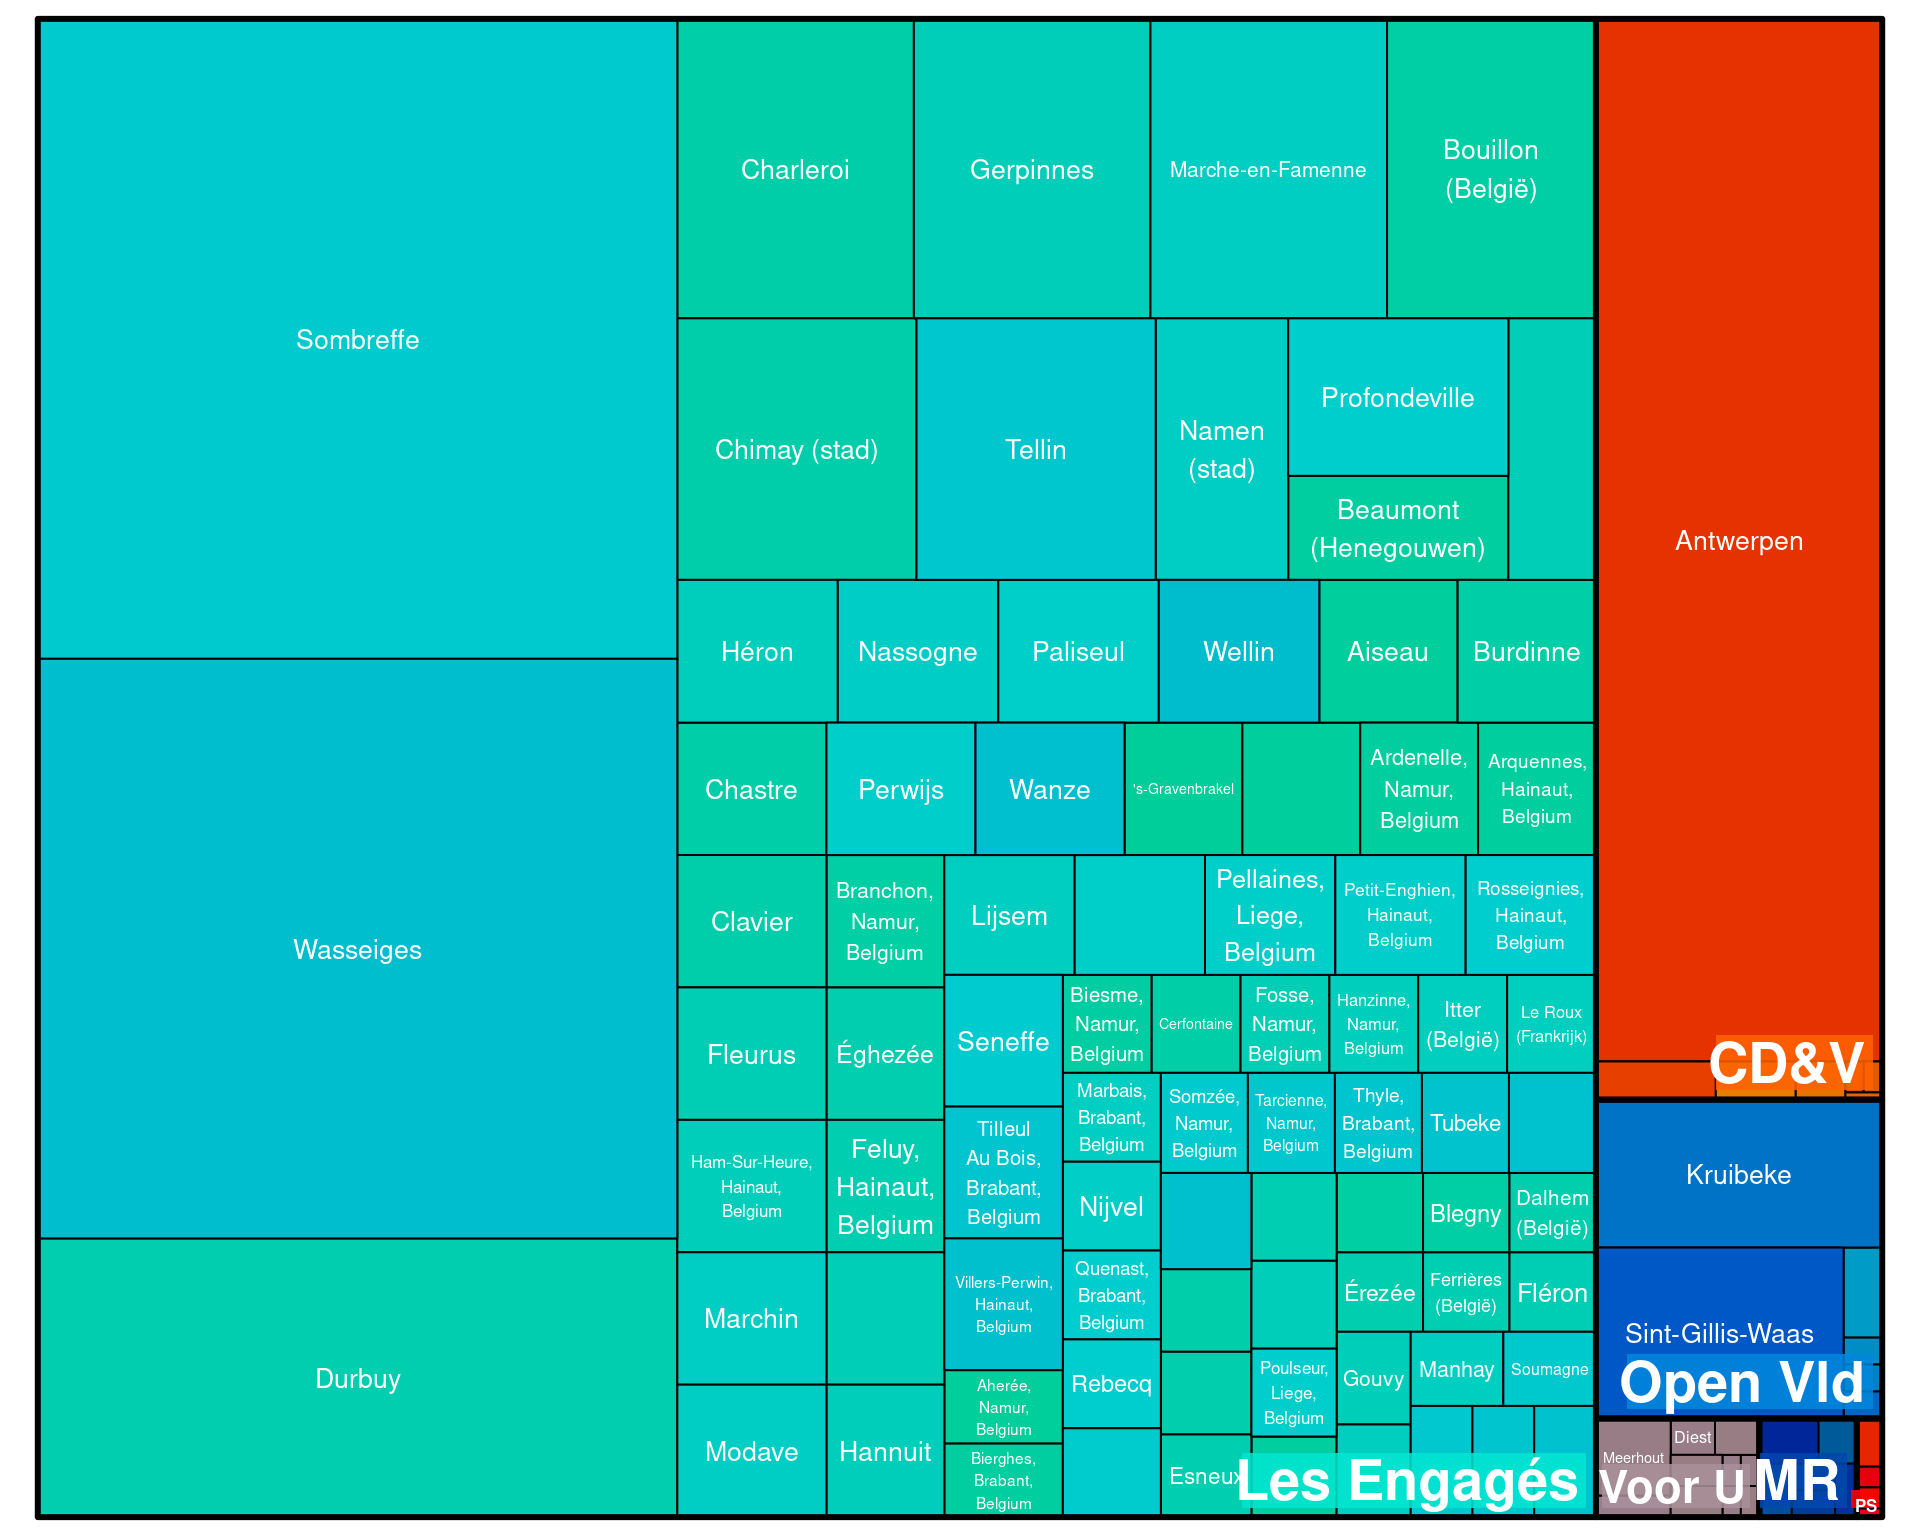 Sombreffe
Wasseiges
Durbuy
Charleroi
Gerpinnes
Marche-en-Famenne
Bouillon
(België)
Chimay (stad)
Tellin
Namen
(stad)
Profondeville
Beaumont
(Henegouwen)
Héron
Nassogne
Paliseul
Wellin
Aiseau
Burdinne
Chastre
Perwijs
Wanze
's-Gravenbrakel
Ardenelle,
Namur,
Belgium
Arquennes,
Hainaut,
Belgium
Clavier
Branchon,
Namur,
Belgium
Lijsem
Pellaines,
Liege,
Belgium
Petit-Enghien,
Hainaut,
Belgium
Rosseignies,
Hainaut,
Belgium
Fleurus
Éghezée
Seneffe
Biesme,
Namur,
Belgium
Cerfontaine
Fosse,
Namur,
Belgium
Hanzinne,
Namur,
Belgium
Itter
(België)
Le Roux
(Frankrijk)
Marbais,
Brabant,
Belgium
Somzée,
Namur,
Belgium
Tarcienne,
Namur,
Belgium
Thyle,
Brabant,
Belgium
Tubeke
Ham-Sur-Heure,
Hainaut,
Belgium
Feluy,
Hainaut,
Belgium
Tilleul
Au Bois,
Brabant,
Belgium
Nijvel
Blegny
Dalhem
(België)
Marchin
Villers-Perwin,
Hainaut,
Belgium
Quenast,
Brabant,
Belgium
Érezée
Ferrières
(België)
Fléron
Modave
Hannuit
Aherée,
Namur,
Belgium
Bierghes,
Brabant,
Belgium
Rebecq
Poulseur,
Liege,
Belgium
Gouvy
Manhay
Soumagne
Esneux
Les Engagés
Antwerpen
CD&V
Kruibeke
Sint-Gillis-Waas
Open Vld
Meerhout
Diest
Voor U
MR
PS